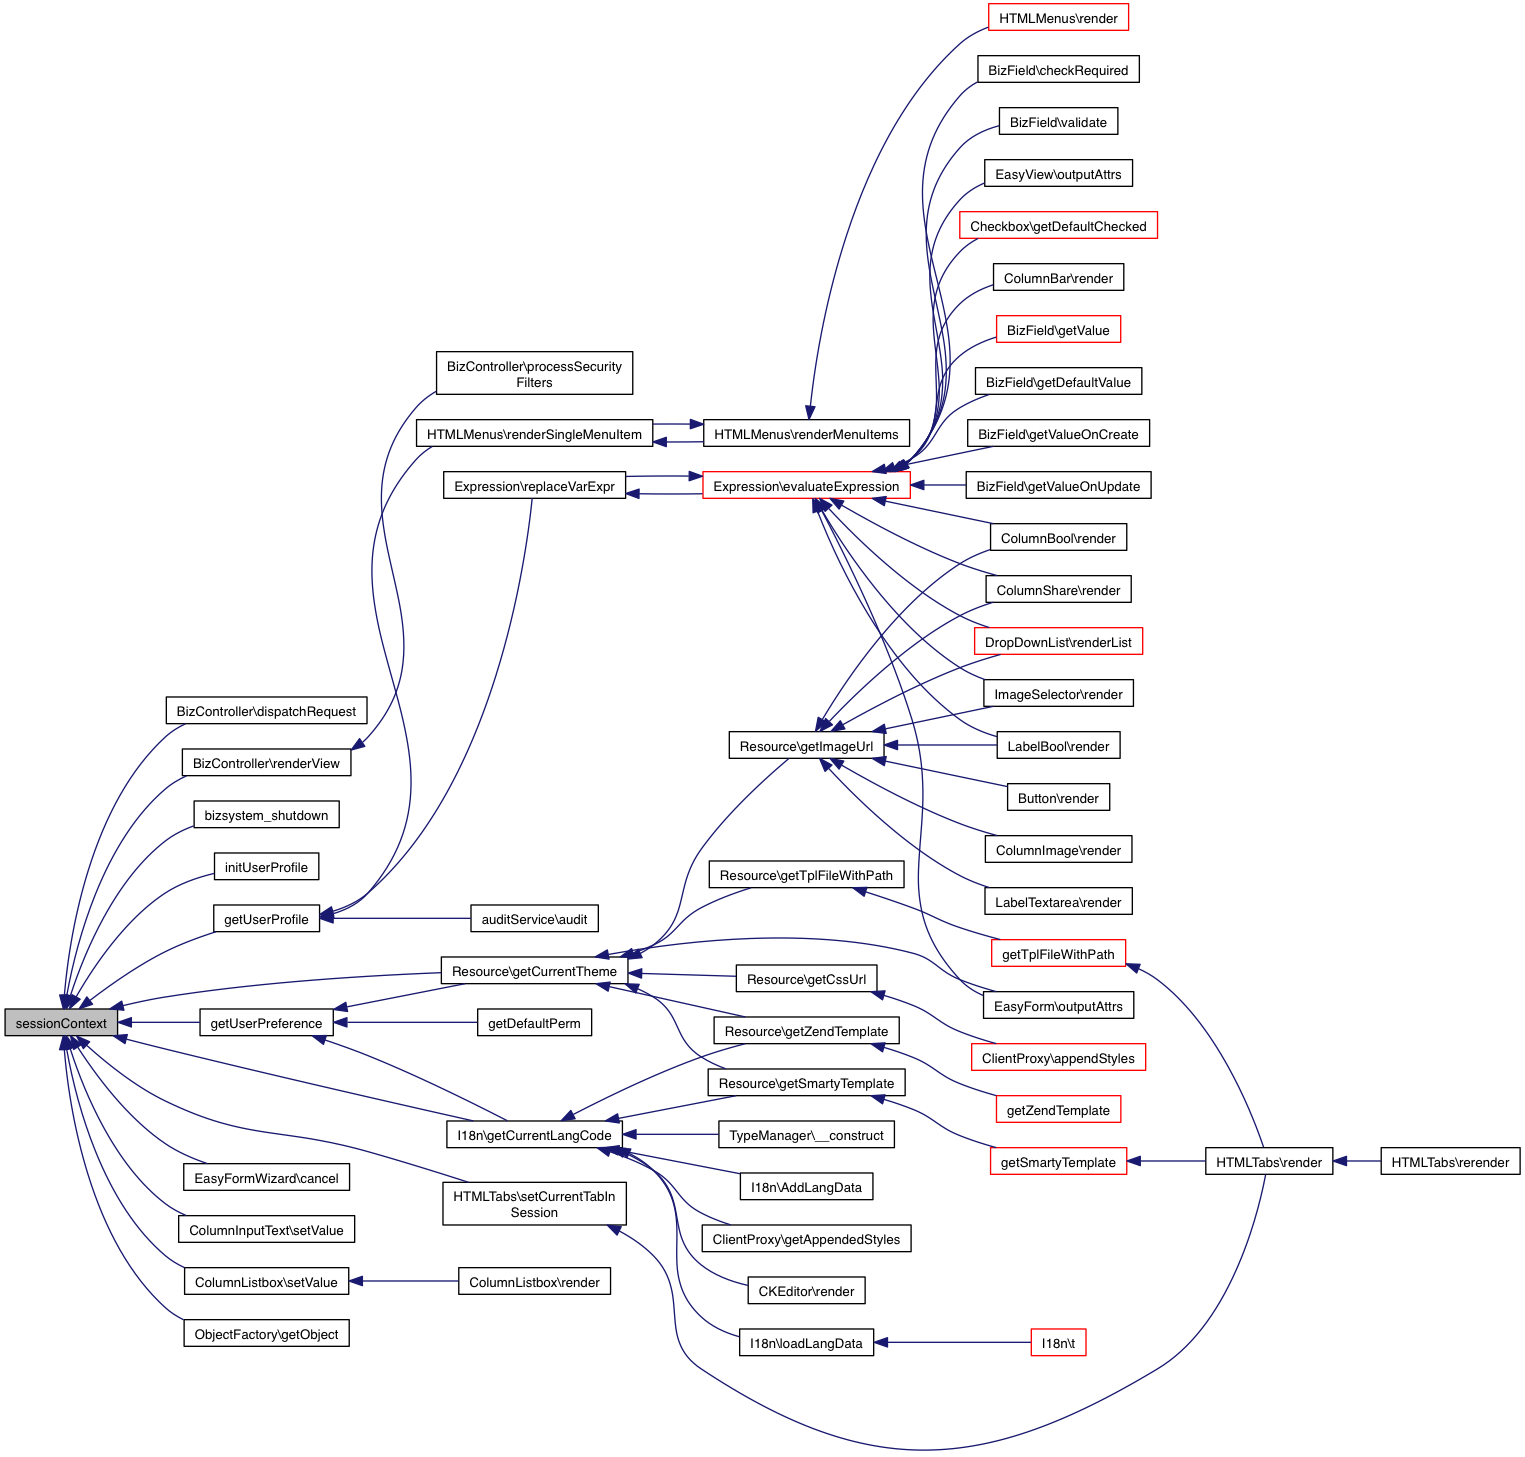 HTMLMenus\render
BizField\checkRequired
BizField\validate
EasyView\outputAttrs
Checkbox\getDefaultChecked
ColumnBar\render
BizField\getValue
BizController\processSecurity
Filters
BizField\getDefaultValue
HTMLMenus\renderSingleMenuItem
HTMLMenus\renderMenuItems
BizField\getValueOnCreate
Expression\replaceVarExpr
Expression\evaluateExpression
BizField\getValueOnUpdate
ColumnBool\render
ColumnShare\render
DropDownList\renderList
ImageSelector\render
BizController\dispatchRequest
Resource\getImageUrl
LabelBool\render
BizController\renderView
Button\render
bizsystem_shutdown
ColumnImage\render
initUserProfile
Resource\getTplFileWithPath
LabelTextarea\render
getUserProfile
auditService\audit
getTplFileWithPath
Resource\getCurrentTheme
Resource\getCssUrl
EasyForm\outputAttrs
sessionContext
getUserPreference
getDefaultPerm
Resource\getZendTemplate
ClientProxy\appendStyles
Resource\getSmartyTemplate
getZendTemplate
I18n\getCurrentLangCode
TypeManager\__construct
getSmartyTemplate
HTMLTabs\render
HTMLTabs\rerender
EasyFormWizard\cancel
I18n\AddLangData
HTMLTabs\setCurrentTabIn
Session
ColumnInputText\setValue
ClientProxy\getAppendedStyles
ColumnListbox\setValue
ColumnListbox\render
CKEditor\render
ObjectFactory\getObject
I18n\loadLangData
I18n\t